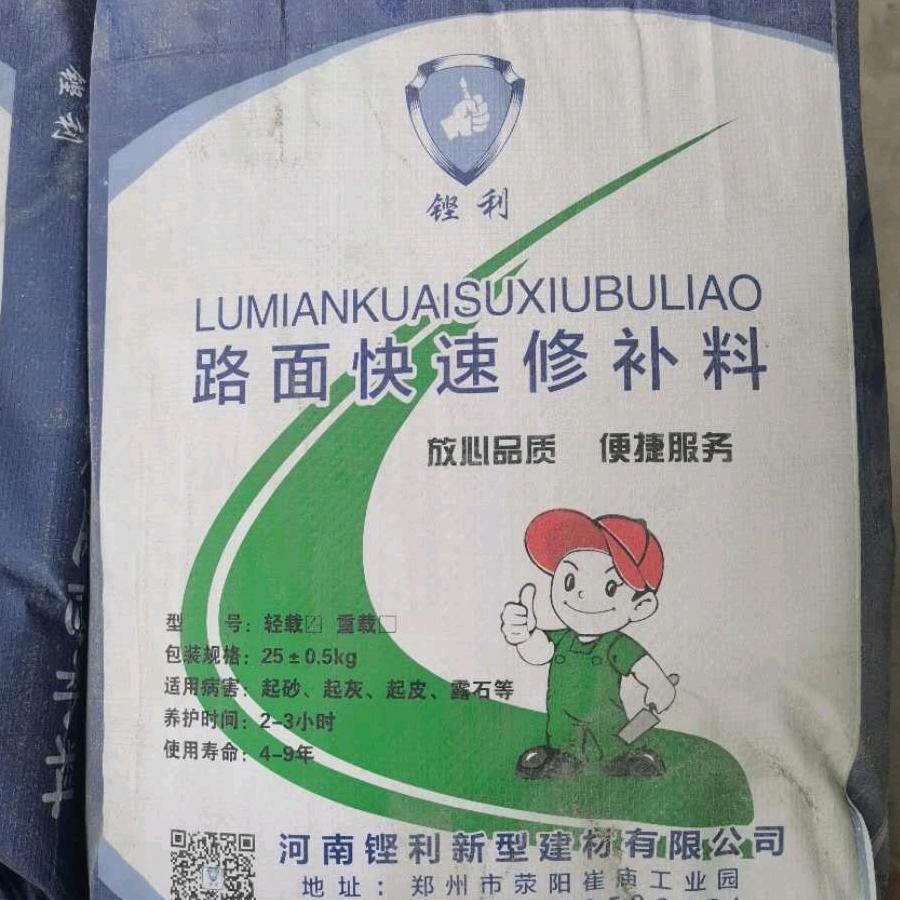 铿利
铿利
LUMIANKUAISUXIUBULIAO
路面快速修补料
放心品质 便捷服务
型 号：轻载☑ 重载□
包装规格：25±0.5kg
适用病害：起砂、起灰、起皮、露石等
养护时间：2-3小时
使用寿命：4-9年
河南铿利新型建材有限公司
地址：郑州市荥阳崔庙工业园